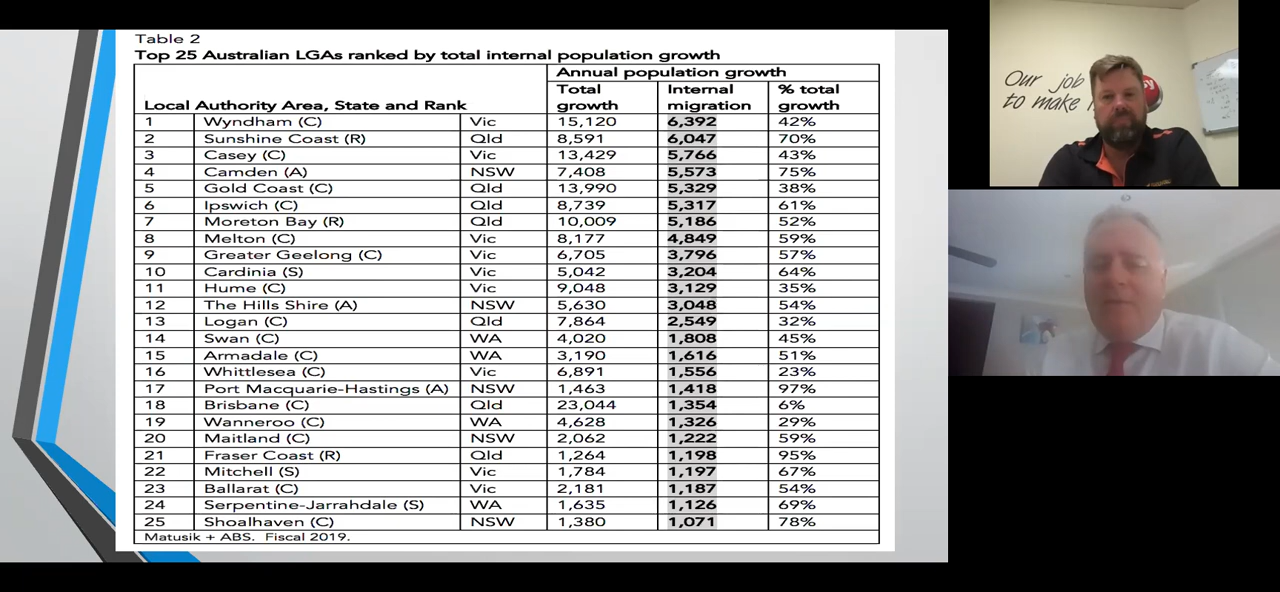 Table 2
Top 25 Australian LGAs ranked by total internal population growth
Annual population growth
Local Authority Area, State and Rank Total growth Internal migration % total growth
1 Wyndham (C) Vic 15,120 6,392 42%
2 Sunshine Coast (R) Qld 8,591 6,047 70%
3 Casey (C) Vic 13,429 5,766 43%
4 Camden (A) NSW 7,408 5,573 75%
5 Gold Coast (C) Qld 13,990 5,329 38%
6 Ipswich (C) Qld 8,739 5,317 61%
7 Moreton Bay (R) Qld 10,009 5,186 52%
8 Melton (C) Vic 8,177 4,849 59%
9 Greater Geelong (C) Vic 6,705 3,796 57%
10 Cardinia (S) Vic 5,042 3,204 64%
11 Hume (C) Vic 9,048 3,129 35%
12 The Hills Shire (A) NSW 5,630 3,048 54%
13 Logan (C) Qld 7,864 2,549 32%
14 Swan (C) WA 4,020 1,808 45%
15 Armadale (C) WA 3,190 1,616 51%
16 Whittlesea (C) Vic 6,891 1,556 23%
17 Port Macquarie-Hastings (A) NSW 1,463 1,418 97%
18 Brisbane (C) Qld 23,044 1,354 6%
19 Wanneroo (C) WA 4,628 1,326 29%
20 Maitland (C) NSW 2,062 1,222 59%
21 Fraser Coast (R) Qld 1,264 1,198 95%
22 Mitchell (S) Vic 1,784 1,197 67%
23 Ballarat (C) Vic 2,181 1,187 54%
24 Serpentine-Jarrahdale (S) WA 1,635 1,126 69%
25 Shoalhaven (C) NSW 1,380 1,071 78%
Matusik + ABS. Fiscal 2019.
Our job
to make